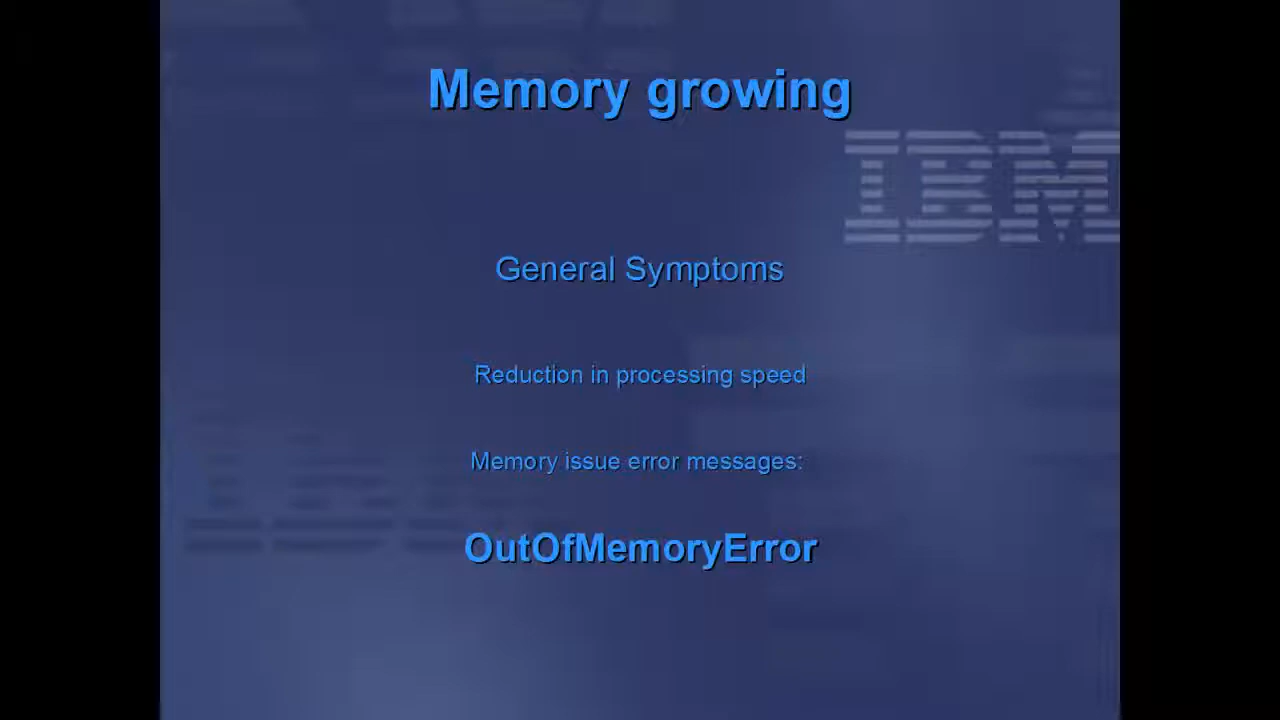 Memory growing
IBM
General Symptoms
Reduction in processing speed
Memory issue error messages:
OutOfMemoryError